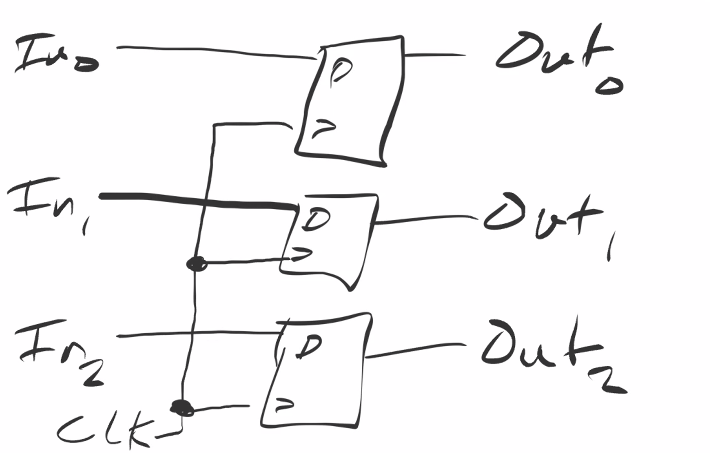 In₀ D Out₀
>
In₁ D Out₁
>
In₂ D Out₂
>
CLK